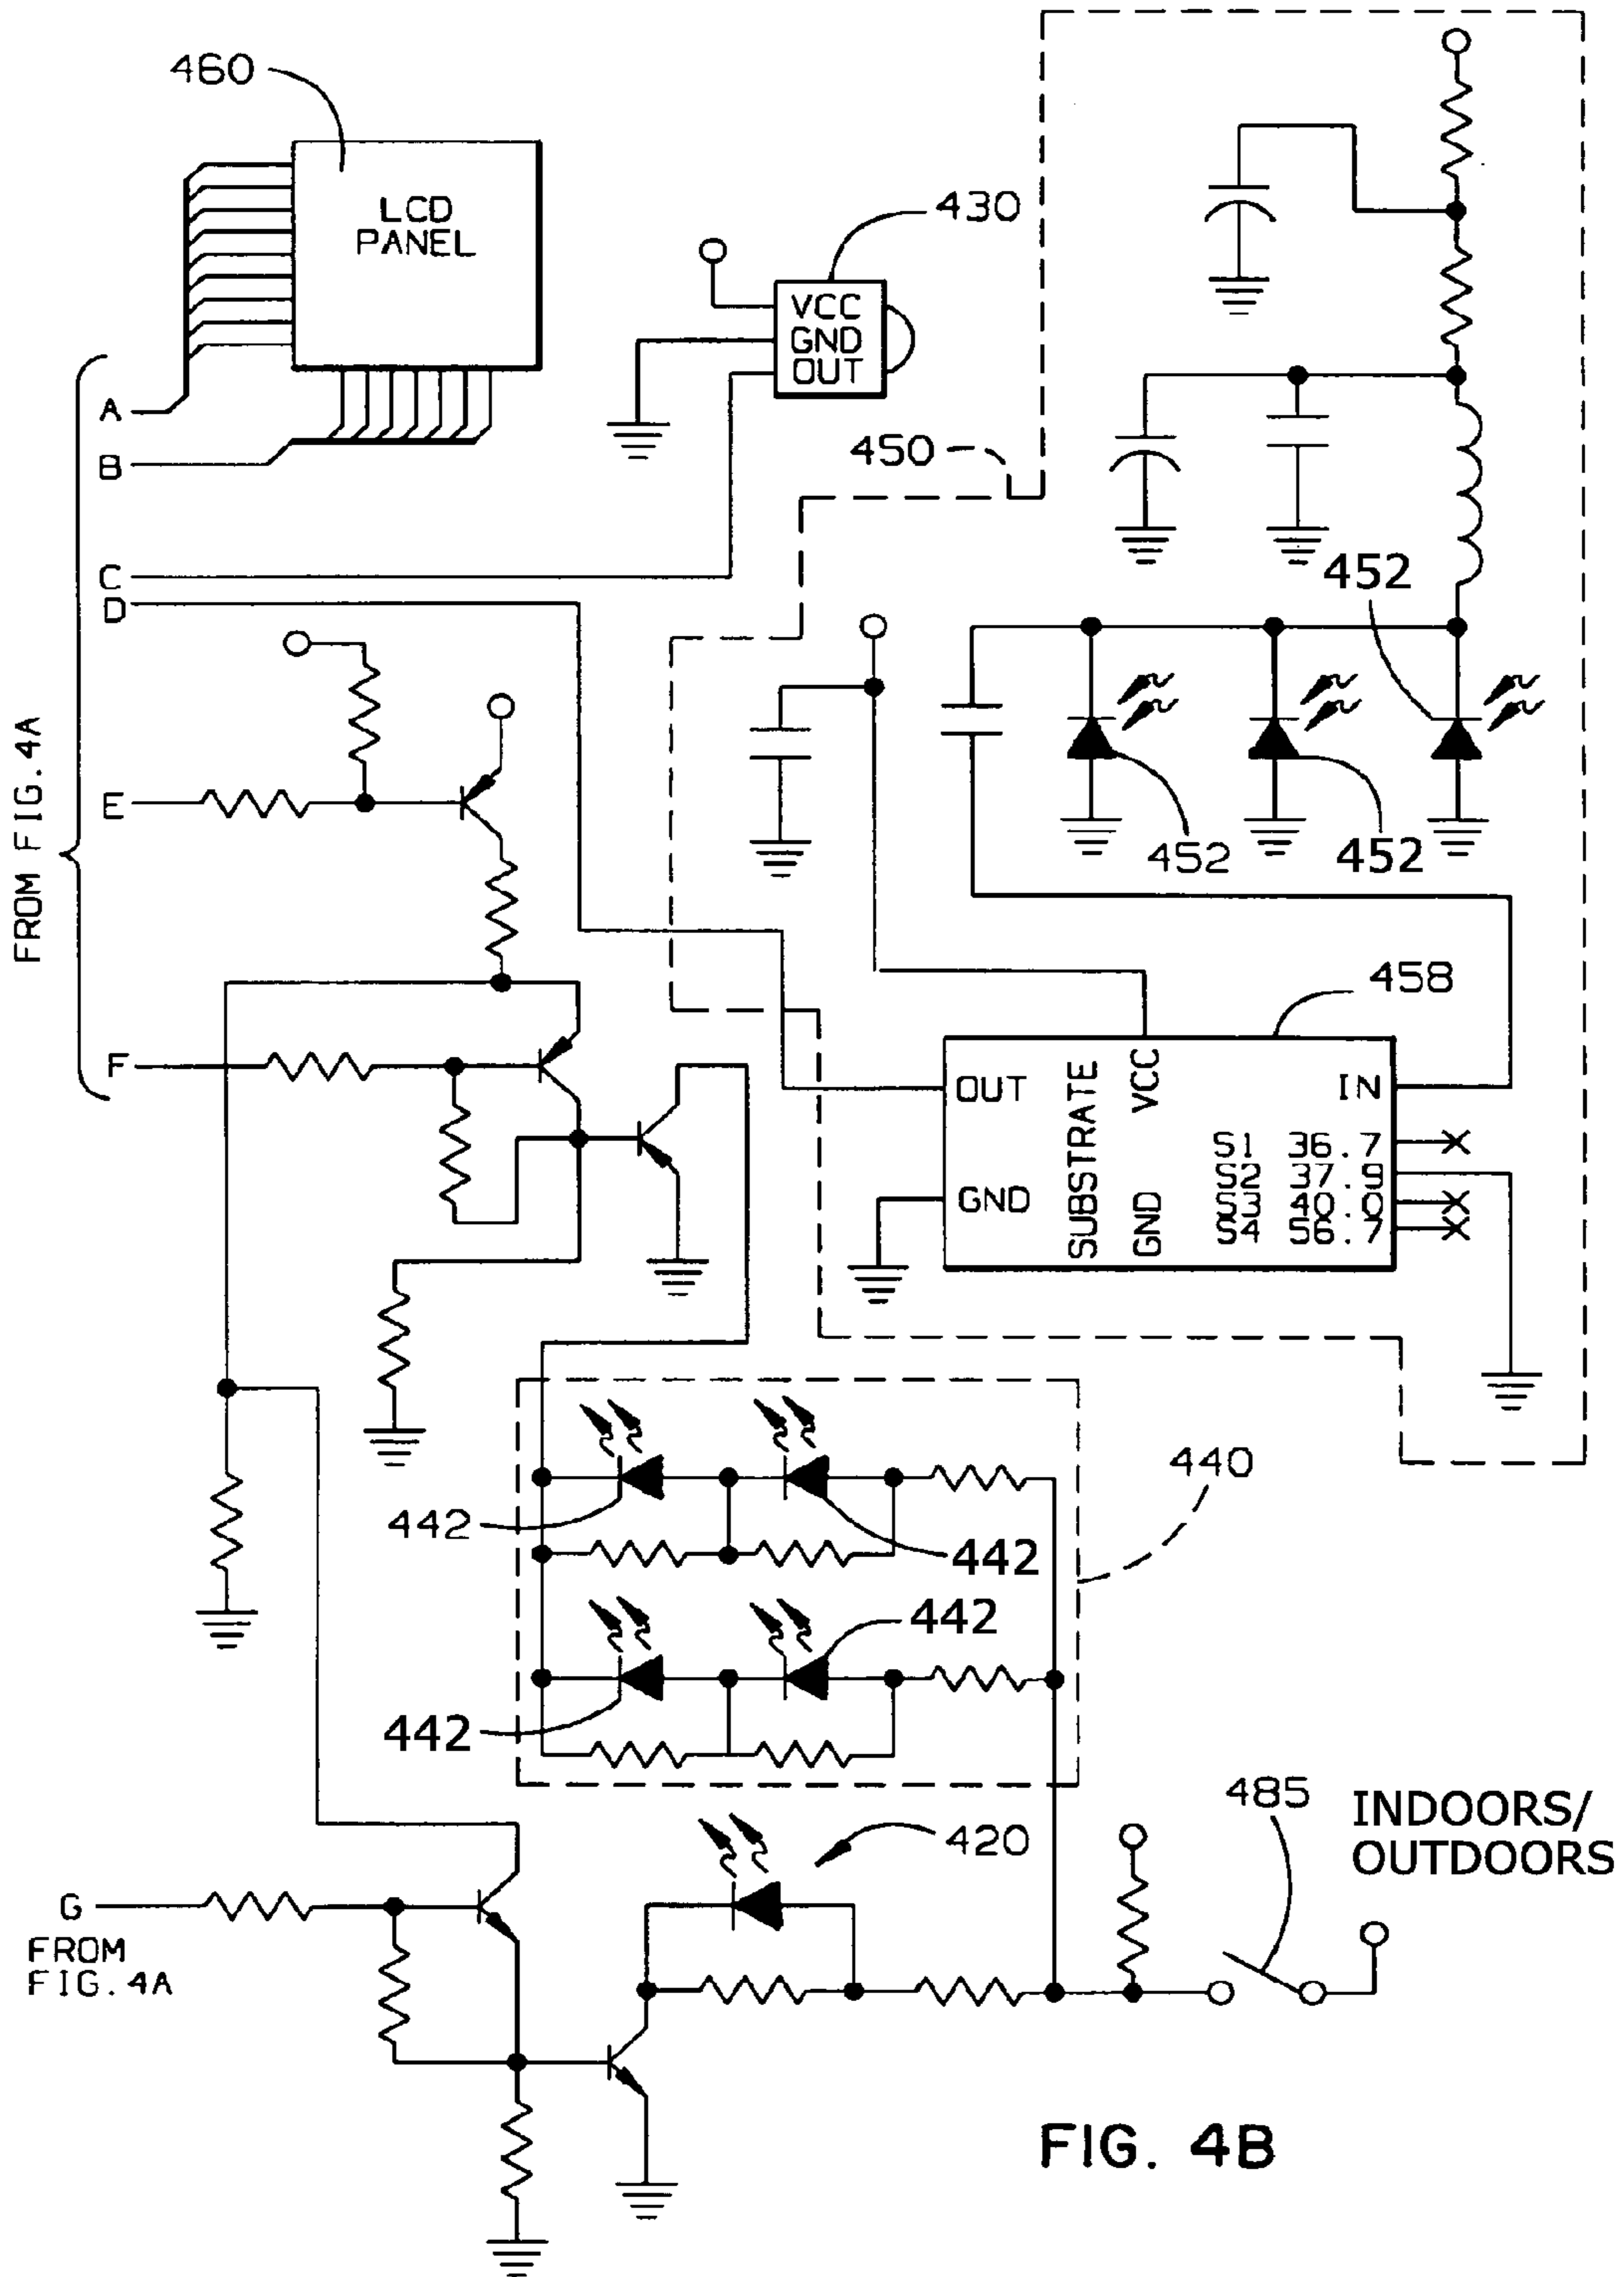 460
LCD
PANEL
430
VCC
GND
OUT
A
B
450
C
D
452
FROM FIG. 4A
E
452
452
458
F
OUT
SUBSTRATE
VCC
GND
IN
S1 36.7
S2 37.9
S3 40.0
S4 56.7
GND
440
442
442
442
442
485
INDOORS/
OUTDOORS
420
G
FROM
FIG. 4A
FIG. 4B